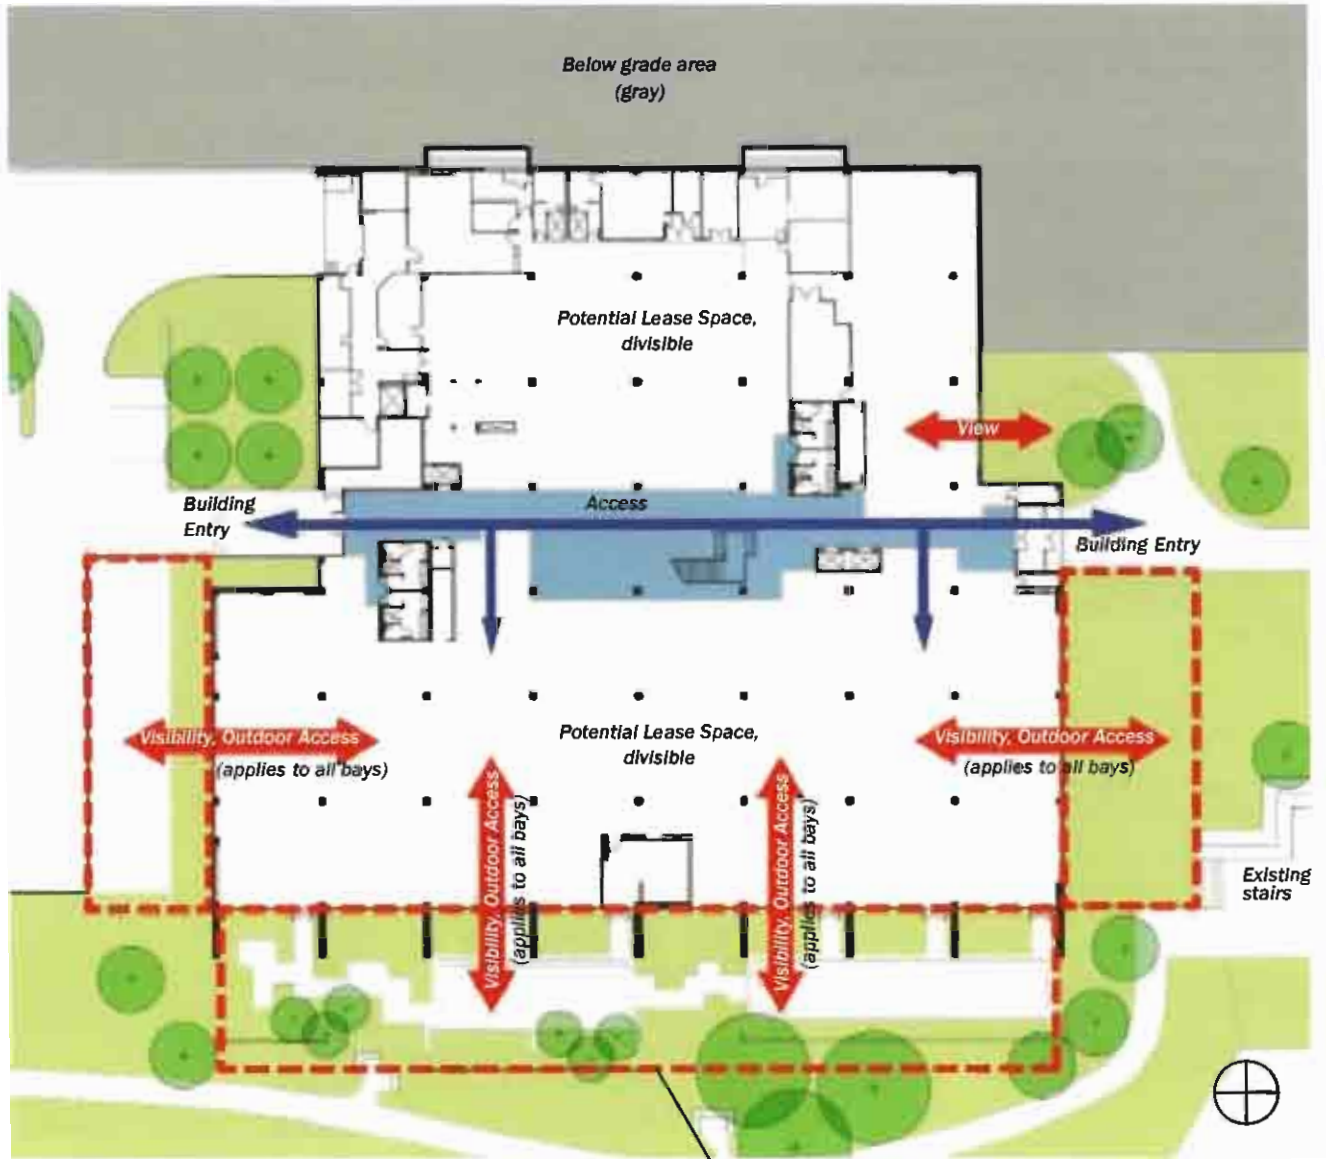 Below grade area
(gray)
Potential Lease Space,
divisible
View
Building
Entry
Access
Building Entry
Potential Lease Space,
divisible
Visibility, Outdoor Access
(applies to all bays)
Visibility, Outdoor Access
(applies to all bays)
Visibility, Outdoor Access
(applies to all bays)
Visibility, Outdoor Access
(applies to all bays)
Existing
stairs